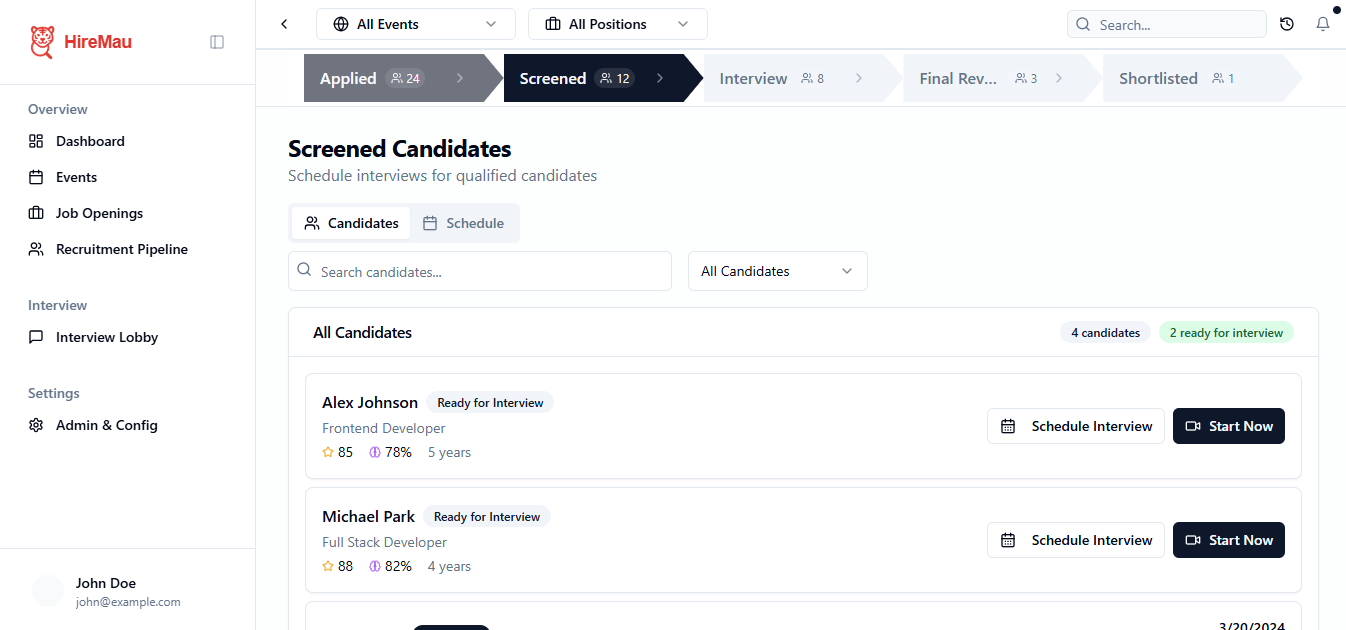 HireMau
Overview
Dashboard
Events
Job Openings
Recruitment Pipeline
Interview
Interview Lobby
Settings
Admin & Config
John Doe
john@example.com
All Events
All Positions
Search...
Applied 24
Screened 12
Interview 8
Final Rev... 3
Shortlisted 1
Screened Candidates
Schedule interviews for qualified candidates
Candidates
Schedule
Search candidates...
All Candidates
All Candidates
4 candidates
2 ready for interview
Alex Johnson Ready for Interview
Frontend Developer
85 78% 5 years
Schedule Interview
Start Now
Michael Park Ready for Interview
Full Stack Developer
88 82% 4 years
Schedule Interview
Start Now
3/20/2024